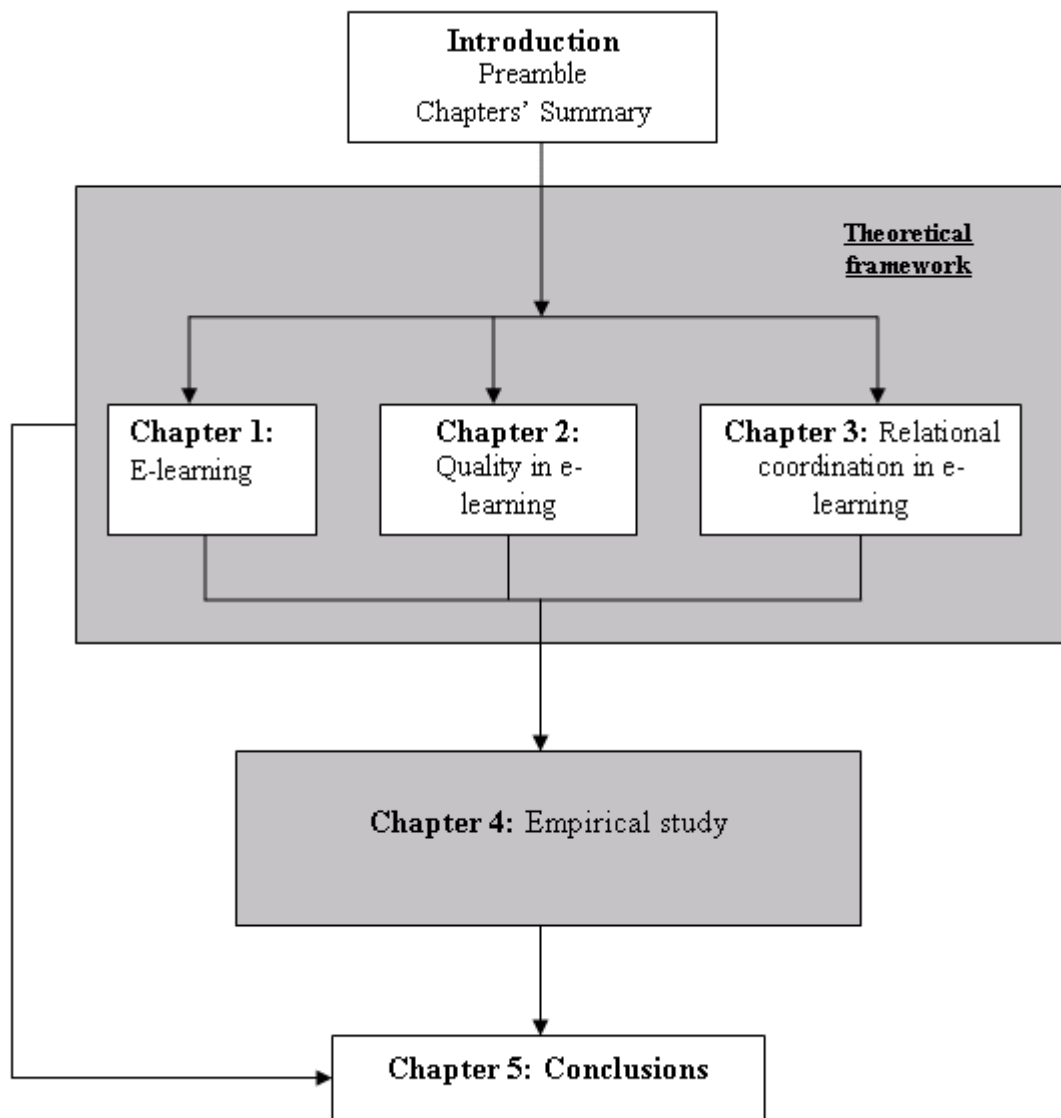 Introduction
Preamble
Chapters' Summary
Theoretical
framework
Chapter 1:
E-learning
Chapter 2:
Quality in e-
learning
Chapter 3: Relational
coordination in e-
learning
Chapter 4: Empirical study
Chapter 5: Conclusions